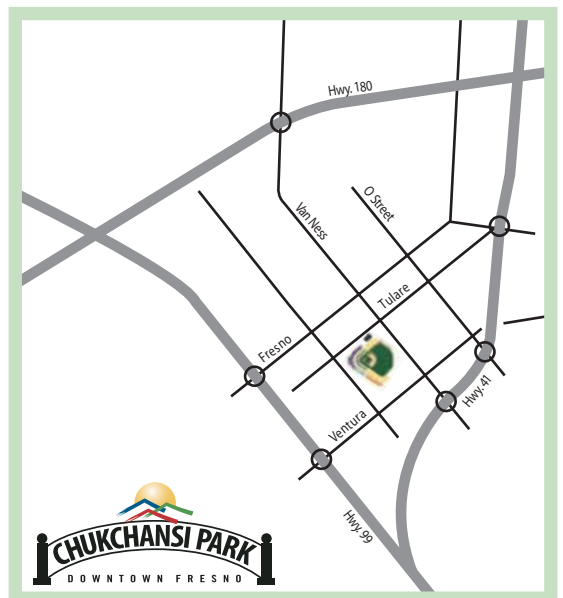 Hwy. 180
O Street
Van Ness
Tulare
Fresno
Hwy. 41
Ventura
Hwy. 99
CHUKCHANSI PARK
DOWNTOWN FRESNO